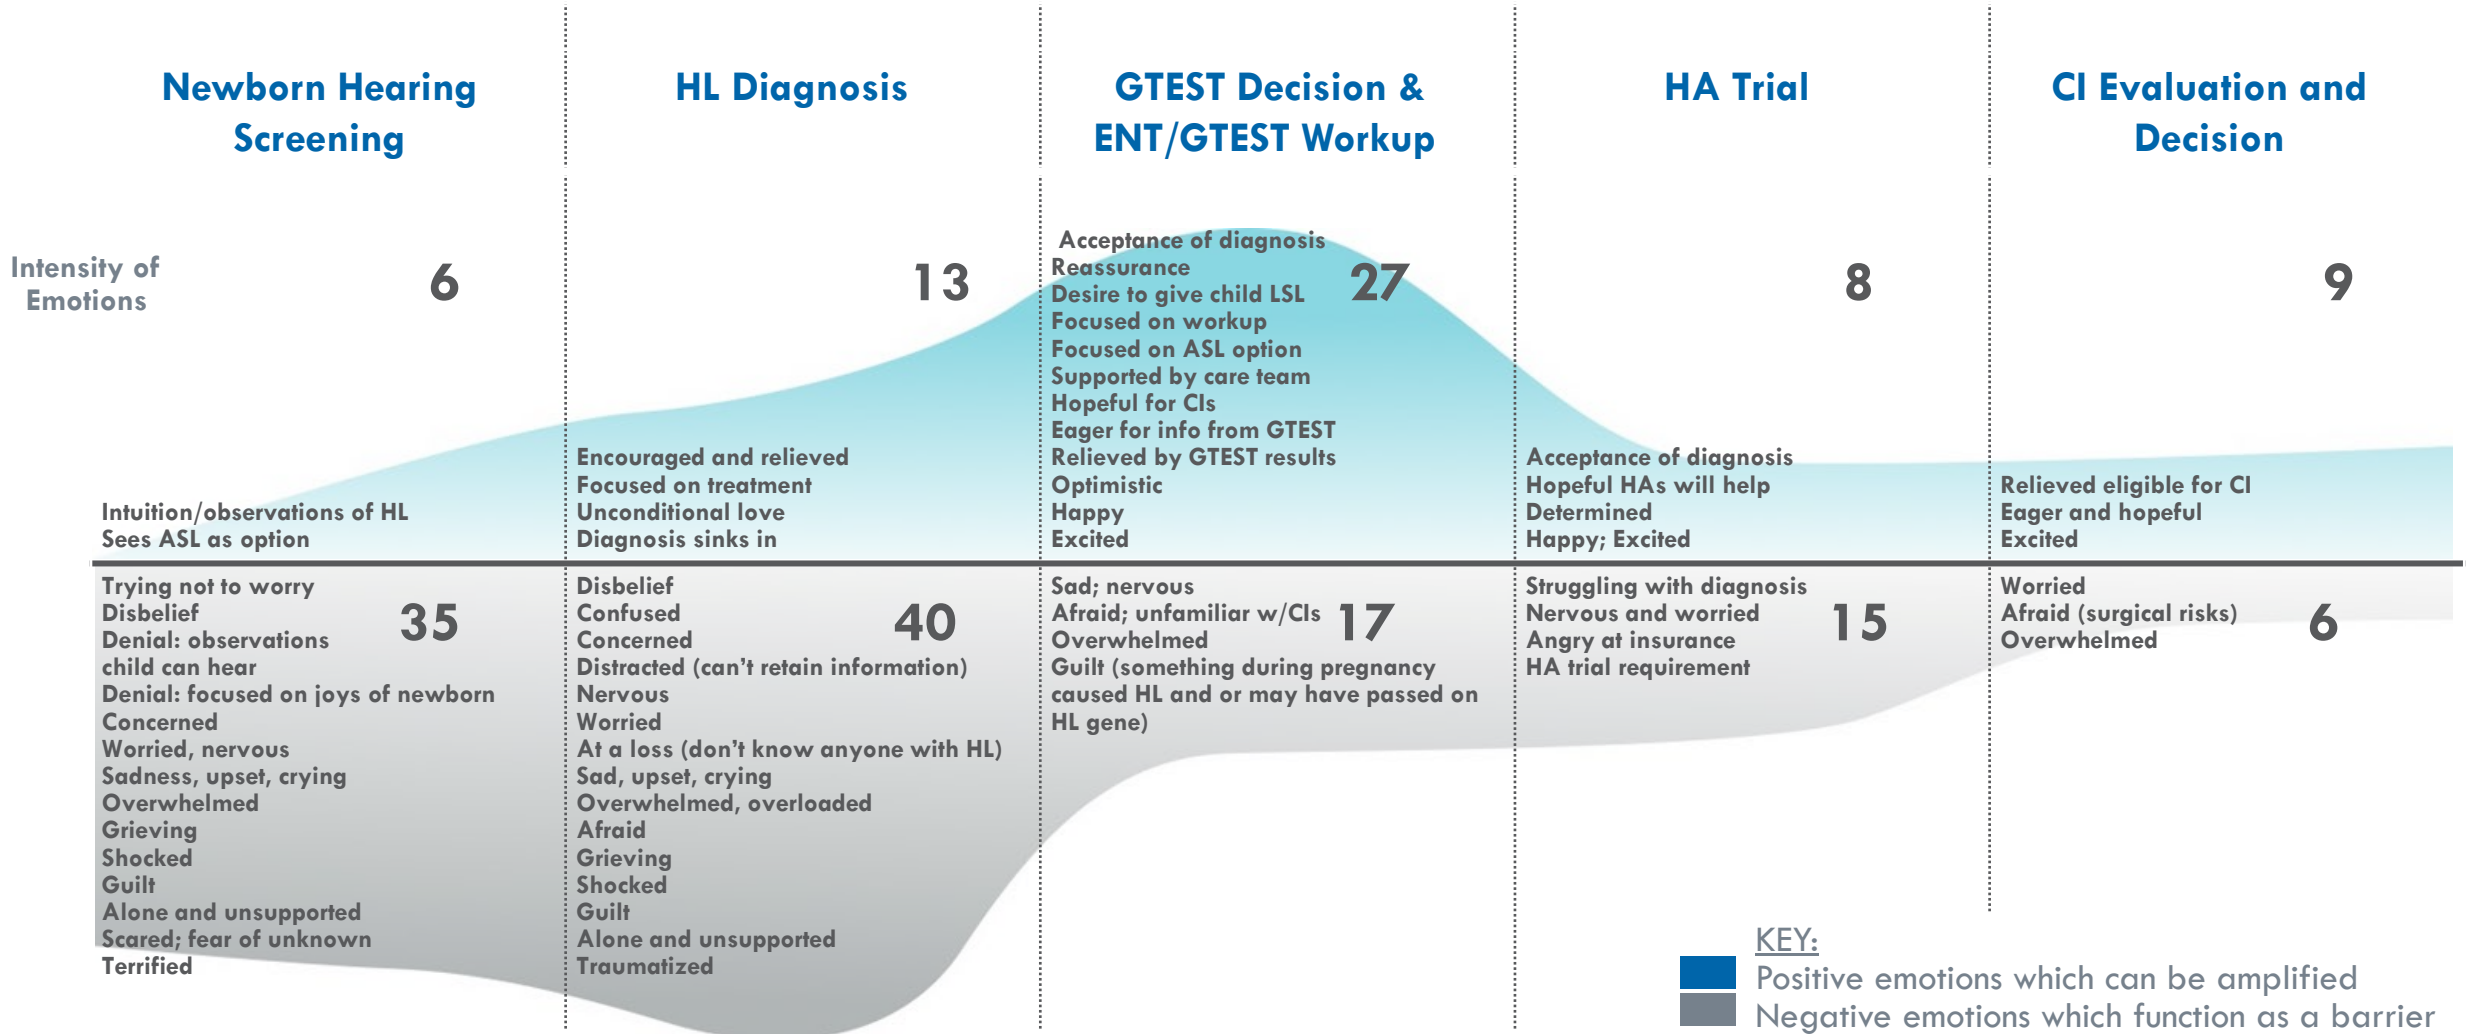 Newborn Hearing
Screening
HL Diagnosis
GTEST Decision &
ENT/GTEST Workup
HA Trial
CI Evaluation and
Decision
Intensity of
Emotions
6
Intuition/observations of HL
Sees ASL as option
13
Encouraged and relieved
Focused on treatment
Unconditional love
Diagnosis sinks in
Acceptance of diagnosis
Reassurance
Desire to give child LSL
27
Focused on workup
Focused on ASL option
Supported by care team
Hopeful for CIs
Eager for info from GTEST
Relieved by GTEST results
Optimistic
Happy
Excited
8
Acceptance of diagnosis
Hopeful HAs will help
Determined
Happy; Excited
9
Relieved eligible for CI
Eager and hopeful
Excited
Trying not to worry
Disbelief
35
Denial: observations
child can hear
Denial: focused on joys of newborn
Concerned
Worried, nervous
Sadness, upset, crying
Overwhelmed
Grieving
Shocked
Guilt
Alone and unsupported
Scared; fear of unknown
Terrified
Disbelief
Confused
40
Concerned
Distracted (can't retain information)
Nervous
Worried
At a loss (don't know anyone with HL)
Sad, upset, crying
Overwhelmed, overloaded
Afraid
Grieving
Shocked
Guilt
Alone and unsupported
Traumatized
Sad; nervous
Afraid; unfamiliar w/CIs
17
Overwhelmed
Guilt (something during pregnancy
caused HL and or may have passed on
HL gene)
Struggling with diagnosis
Nervous and worried
15
Angry at insurance
HA trial requirement
Worried
Afraid (surgical risks)
6
Overwhelmed
KEY:
Positive emotions which can be amplified
Negative emotions which function as a barrier